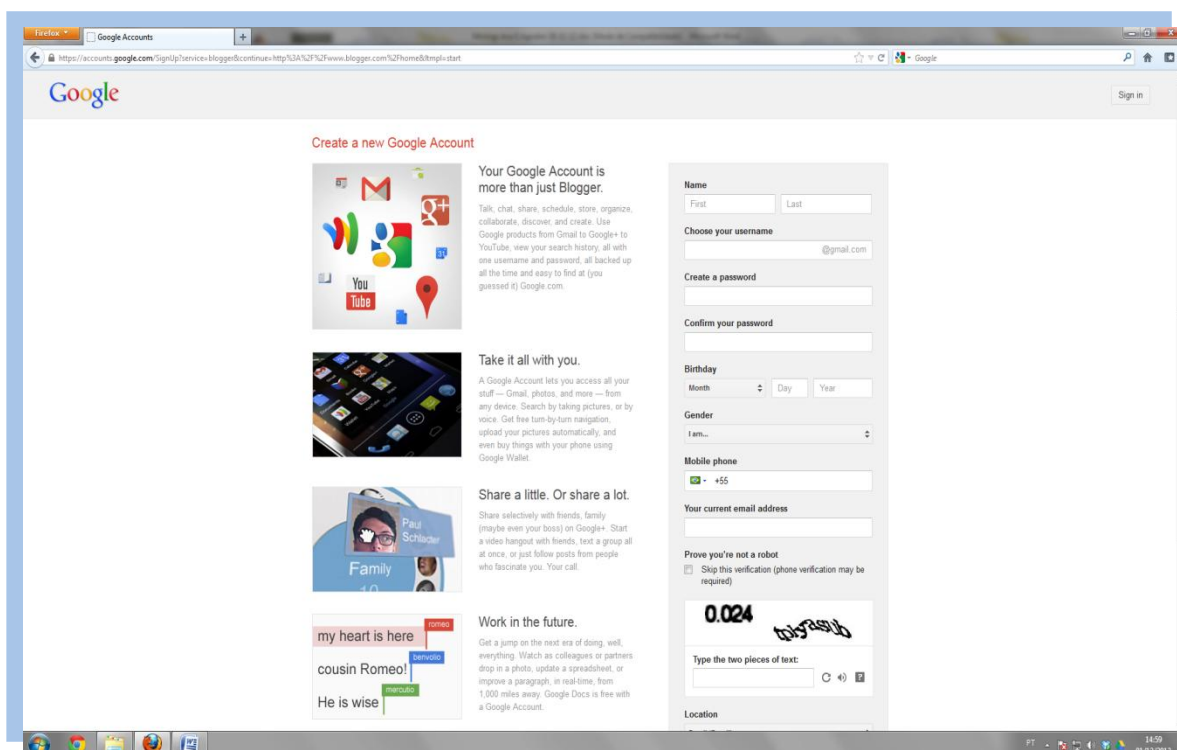 Firefox
Google Accounts
https://accounts.google.com/SignUp?service=blogger&continue=http%3A%2F%2Fwww.blogger.com%2Fhome&ltmpl=start
Google
Google
Sign in
Create a new Google Account
Your Google Account is
more than just Blogger.
Talk, chat, share, schedule, store, organize,
collaborate, discover, and create. Use
Google products from Gmail to Google+ to
YouTube, view your search history, all with
one username and password, all backed up
all the time and easy to find at (you
guessed it) Google.com.
g+
31
You
Tube
Take it all with you.
A Google Account lets you access all your
stuff — Gmail, photos, and more — from
any device. Search by taking pictures, or by
voice. Get free turn-by-turn navigation,
upload your pictures automatically, and
even buy things with your phone using
Google Wallet.
Share a little. Or share a lot.
Share selectively with friends, family
(maybe even your boss) on Google+. Start
a video hangout with friends, text a group all
at once, or just follow posts from people
who fascinate you. Your call.
Paul
Schlacter
Family
10
Work in the future.
Get a jump on the next era of doing, well,
everything. Watch as colleagues or partners
drop in a photo, update a spreadsheet, or
improve a paragraph, in real-time, from
1,000 miles away. Google Docs is free with
a Google Account.
romeo
my heart is here
benvolio
cousin Romeo!
mercutio
He is wise
Name
First Last
Choose your username
@gmail.com
Create a password
Confirm your password
Birthday
Month Day Year
Gender
I am...
Mobile phone
+55
Your current email address
Prove you're not a robot
Skip this verification (phone verification may be
required)
0.024
Type the two pieces of text:
Location
PT
14:59